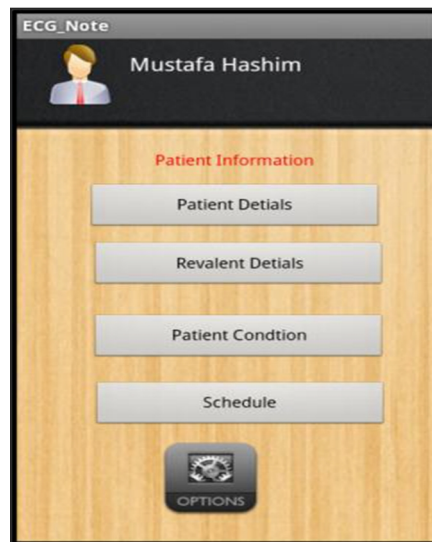 ECG_Note
Mustafa Hashim
Patient Information
Patient Detials
Revalent Detials
Patient Condtion
Schedule
OPTIONS